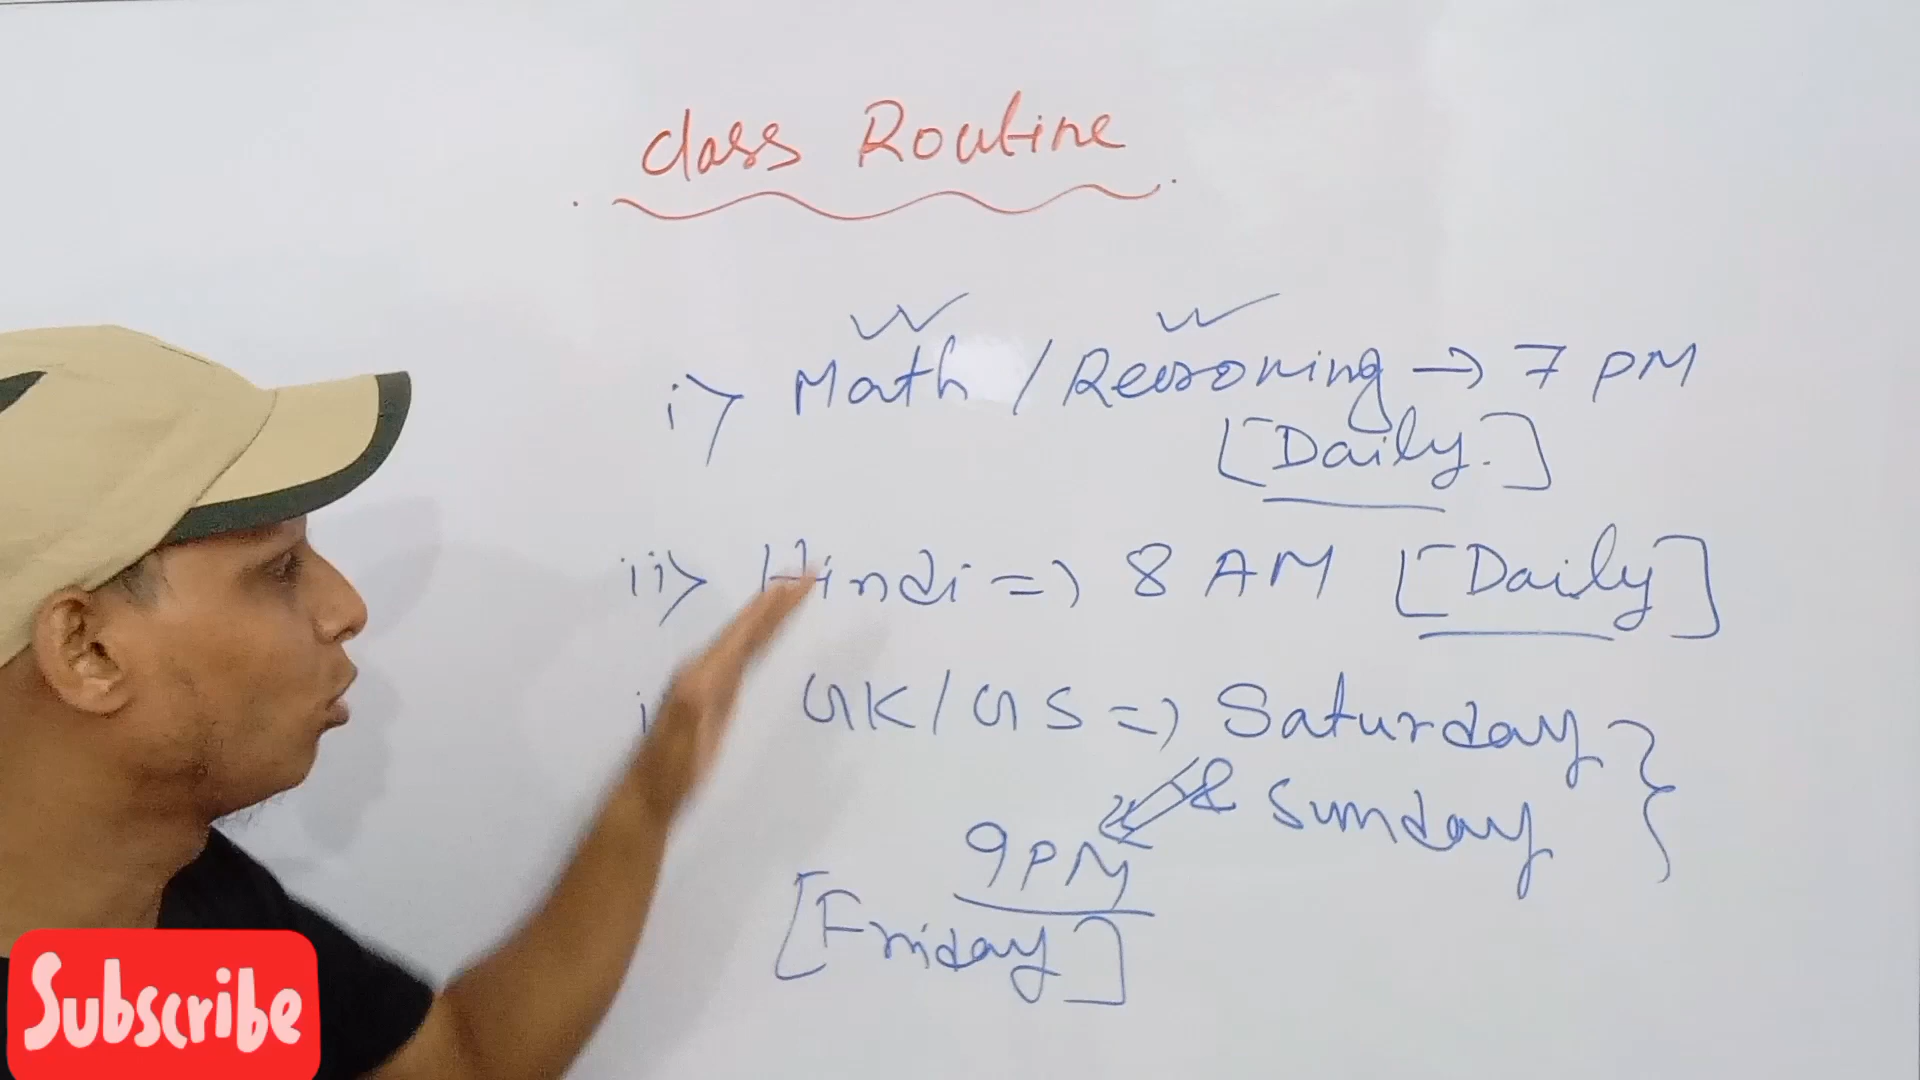 Class Routine
i> Math / Reasoning → 7 PM
[Daily.]
ii> Hindi => 8 AM [Daily]
i GK/GS => Saturday
& Sunday
9PM
[Friday]
Subscribe